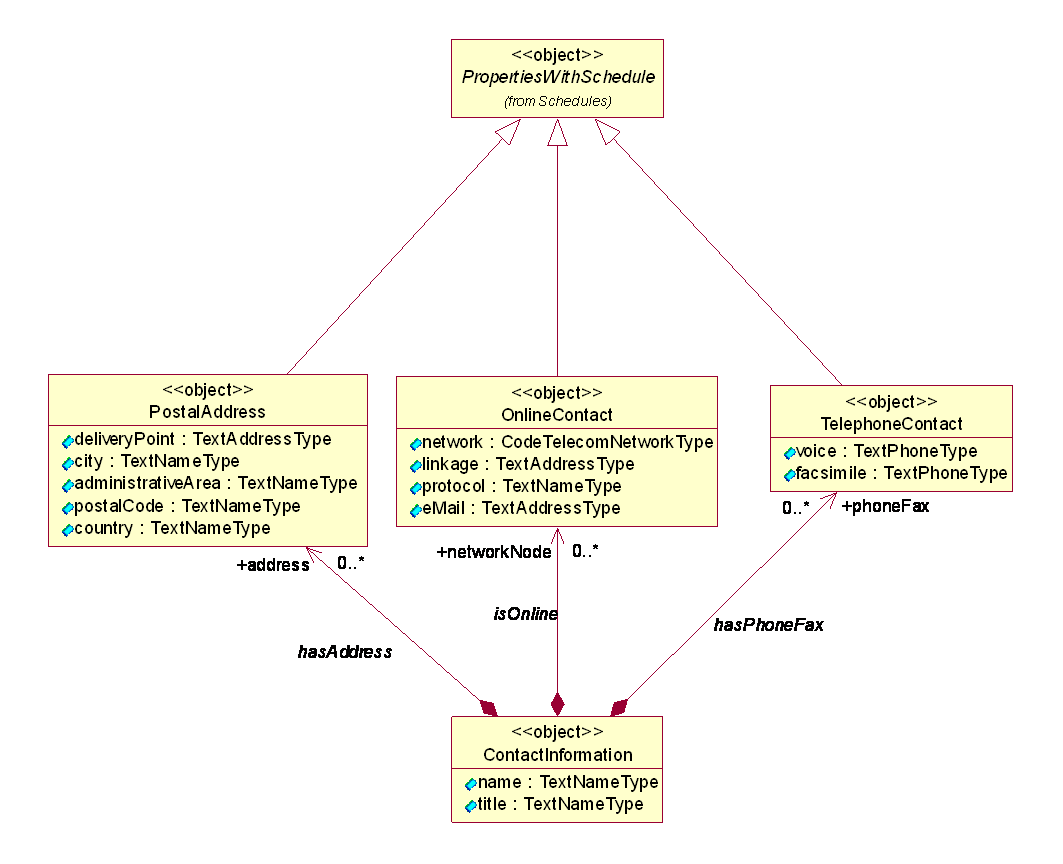 <<object>>
PropertiesWithSchedule
(from Schedules)
<<object>>
PostalAddress
deliveryPoint : TextAddressType
city : TextNameType
administrativeArea : TextNameType
postalCode : TextNameType
country : TextNameType
<<object>>
OnlineContact
network : CodeTelecomNetworkType
linkage : TextAddressType
protocol : TextNameType
eMail : TextAddressType
<<object>>
TelephoneContact
voice : TextPhoneType
facsimile : TextPhoneType
+address
0..*
+networkNode
0..*
0..*
+phoneFax
hasAddress
isOnline
hasPhoneFax
<<object>>
ContactInformation
name : TextNameType
title : TextNameType